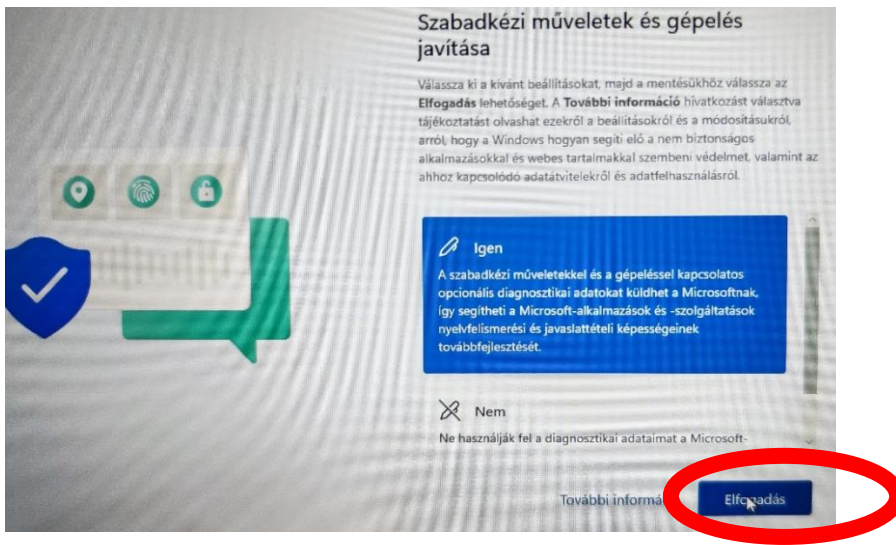 Szabadkézi műveletek és gépelés
javítása
Válassza ki a kívánt beállításokat, majd a mentésükhöz válassza az
Elfogadás lehetőséget. A További információ hivatkozást választva
tájékoztatást olvashat ezekről a beállításokról és a módosításukról,
arról, hogy a Windows hogyan segíti elő a nem biztonságos
alkalmazásokkal és webes tartalmakkal szembeni védelmet, valamint az
ahhoz kapcsolódó adatátvitelekről és adatfelhasználásról.
Igen
A szabadkézi műveletekkel és a gépeléssel kapcsolatos
opcionális diagnosztikai adatokat küldhet a Microsoftnak,
így segítheti a Microsoft-alkalmazások és -szolgáltatások
nyelvfelismerési és javaslattételi képességeinek
továbbfejlesztését.
Nem
Ne használják fel a diagnosztikai adataimat a Microsoft-
További informá
Elfogadás